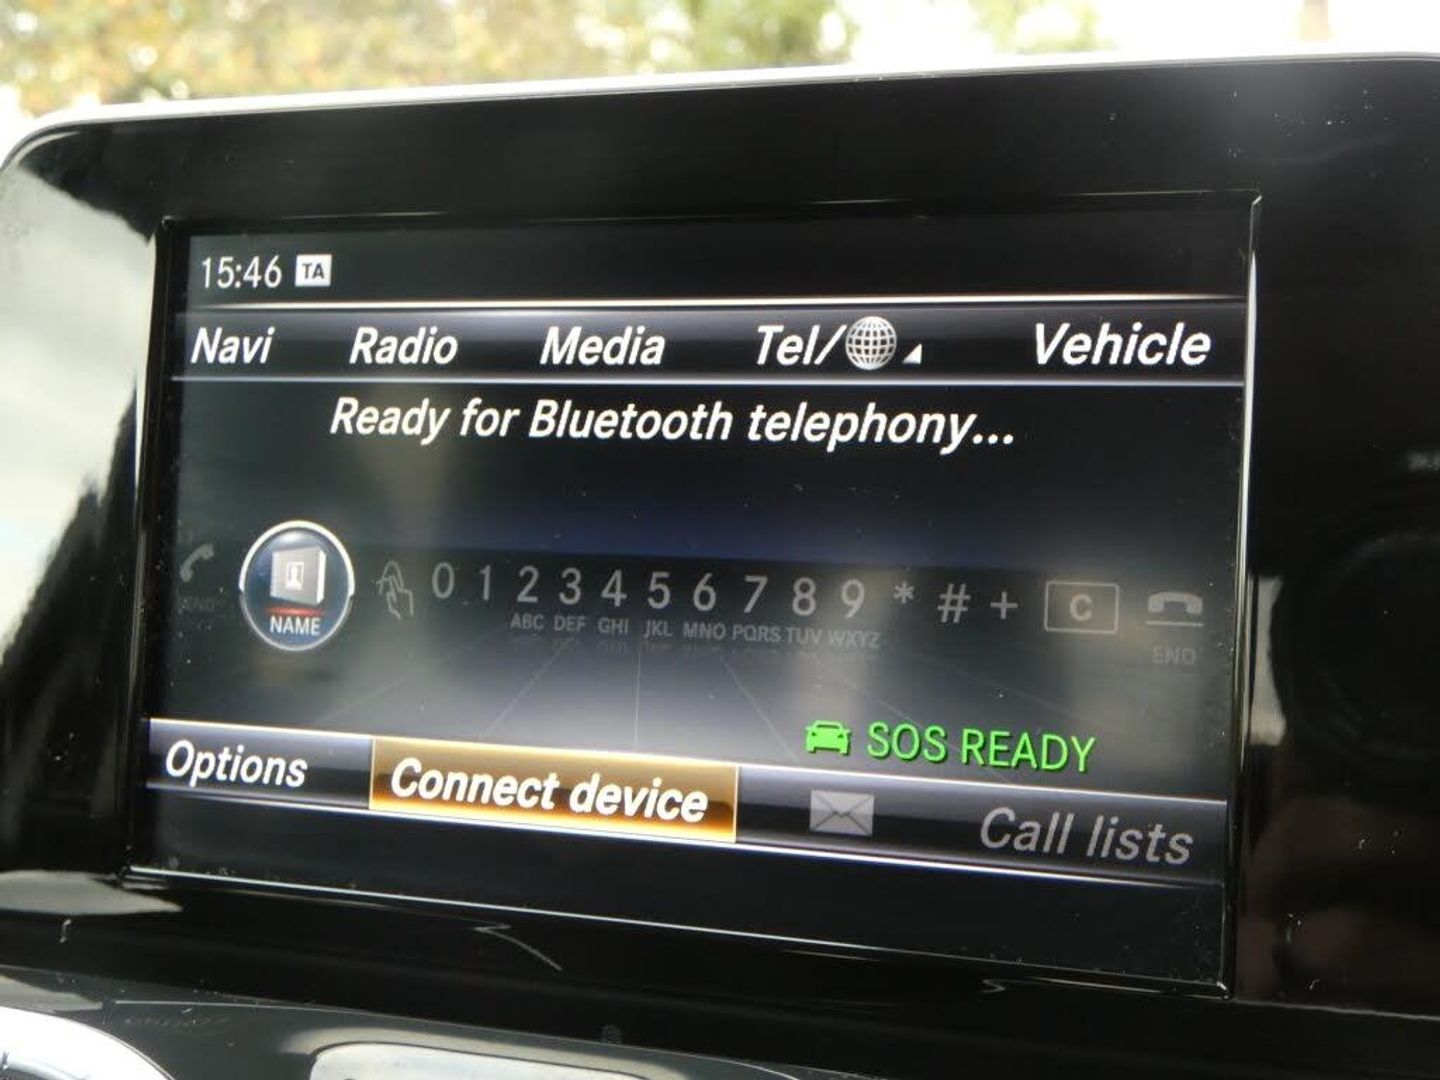 15:46 TA
Navi Radio Media Tel/ Vehicle
Ready for Bluetooth telephony...
0 1 2 3 4 5 6 7 8 9 * # + C
ABC DEF GHI JKL MNO PQRS TUV WXYZ
NAME
END
SOS READY
Options Connect device Call lists